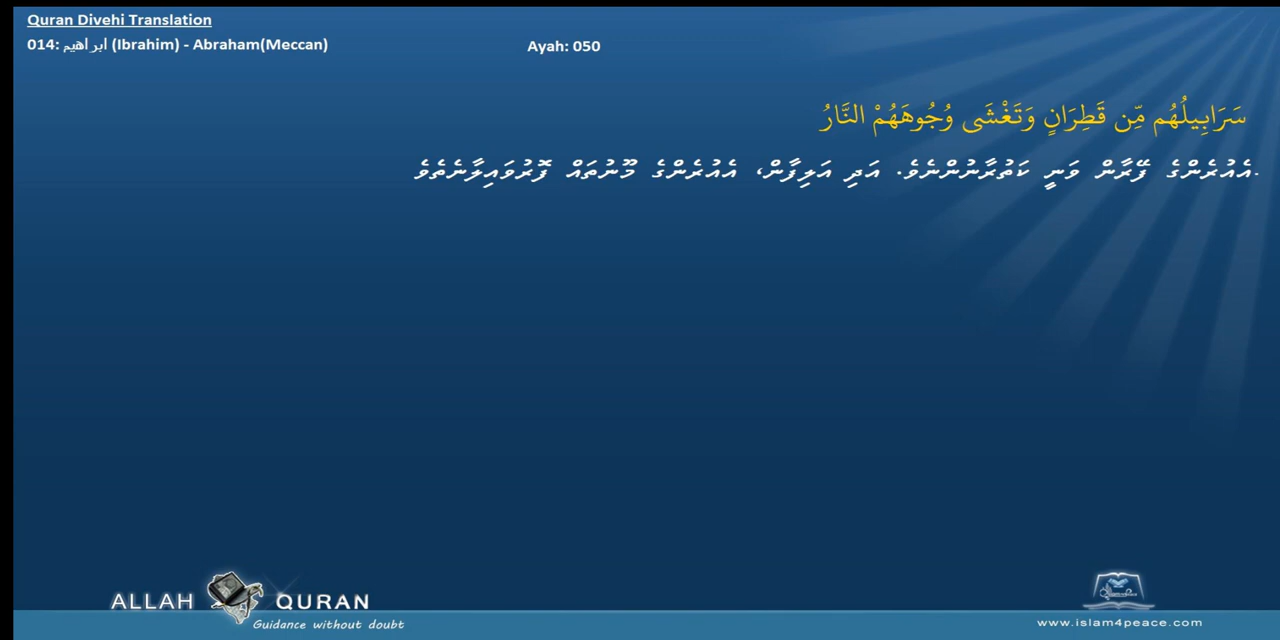 Quran Divehi Translation
014: ابراهيم (Ibrahim) - Abraham(Meccan)
Ayah: 050
سَرَابِيلُهُم مِّن قَطِرَانٍ وَتَغْشَى وُجُوهَهُمْ النَّارُ
.އެއުރެންގެ ފޭރާން ވަނީ ކަތުރާނުންނެވެ. އަދި އަލިފާން، އެއުރެންގެ މޫނުތައް ފޮރުވައިލާނެތެވެ
ALLAH QURAN
Guidance without doubt
www.islam4peace.com